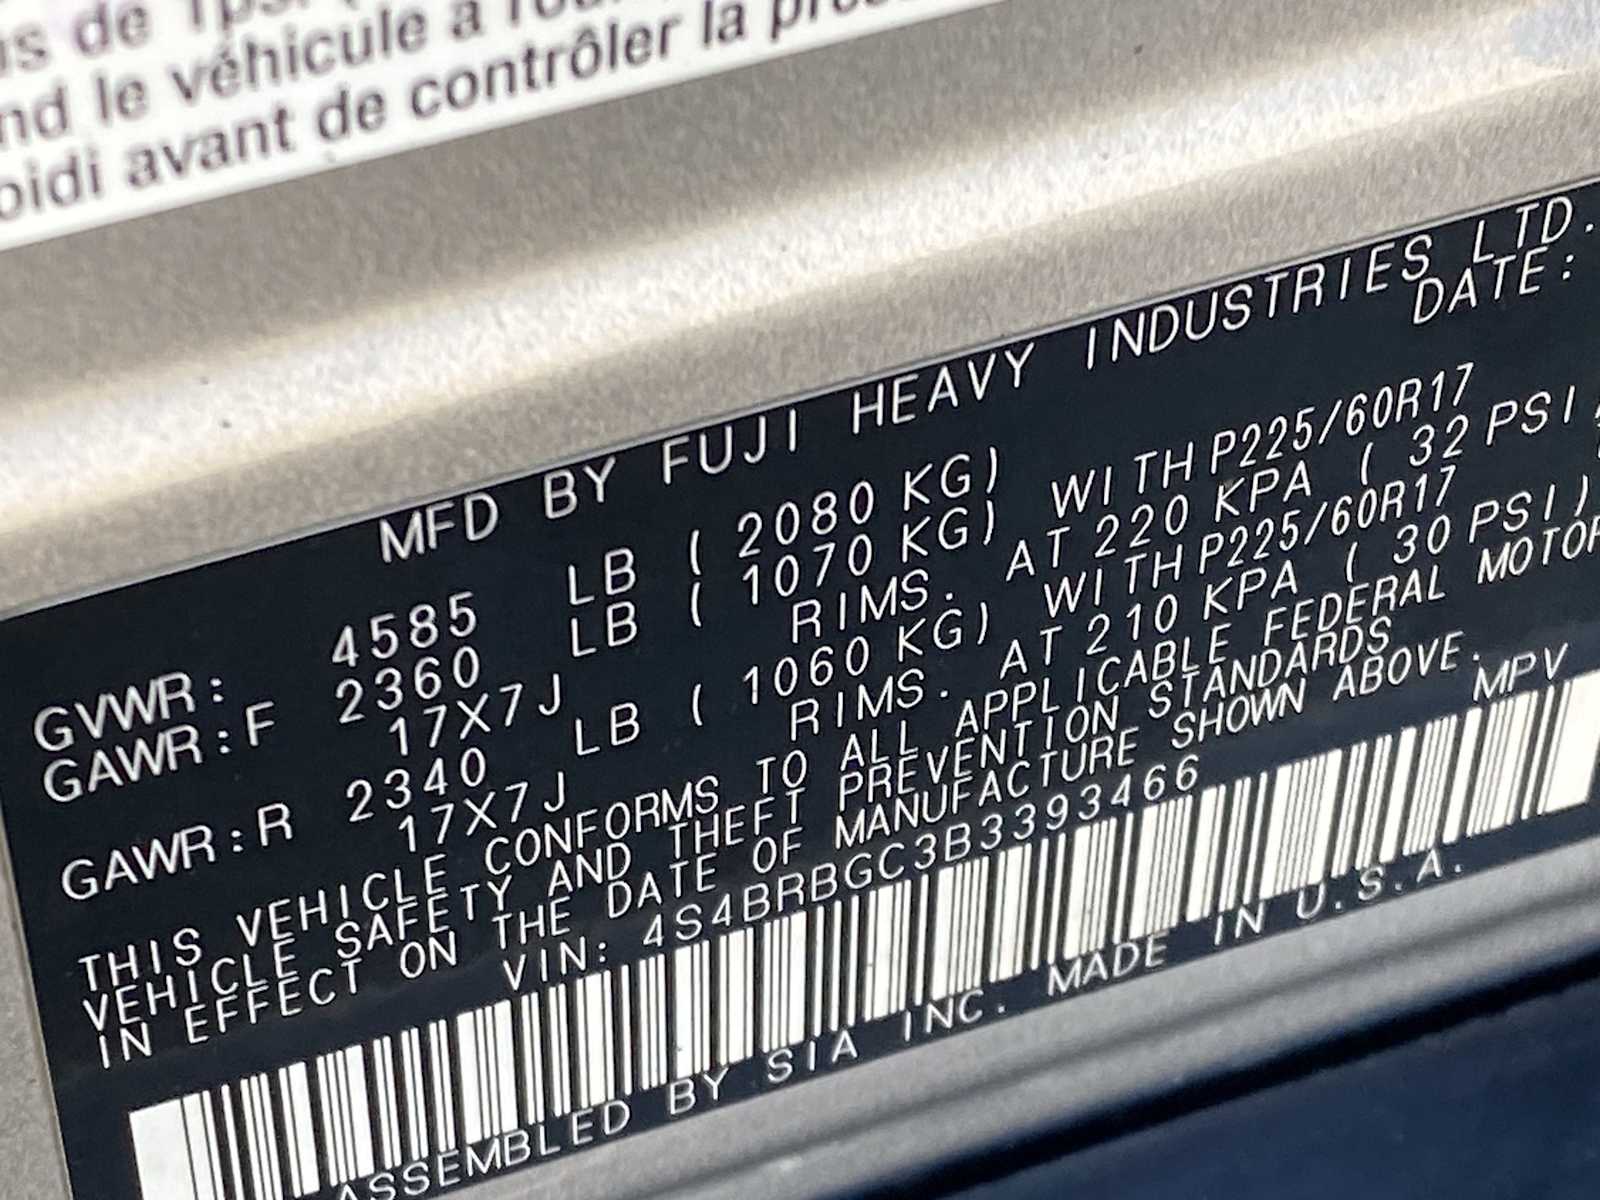 us de 1
nd le véhicule à
oidi avant de contrôler la
MFD BY FUJI HEAVY INDUSTRIES LTD.
DATE:
GVWR: 4585 LB ( 2080 KG)
GAWR:F 2360 LB ( 1070 KG) WITH P225/60R17
17X7J RIMS. AT 220 KPA ( 32 PSI,
GAWR:R 2340 LB ( 1060 KG) WITH P225/60R17
17X7J RIMS. AT 210 KPA ( 30 PSI)
THIS VEHICLE CONFORMS TO ALL APPLICABLE FEDERAL MOTOR
VEHICLE SAFETY AND THEFT PREVENTION STANDARDS
IN EFFECT ON THE DATE OF MANUFACTURE SHOWN ABOVE.
VIN: 4S4BRBGC3B3393466 MPV
ASSEMBLED BY SIA INC. MADE IN U.S.A.